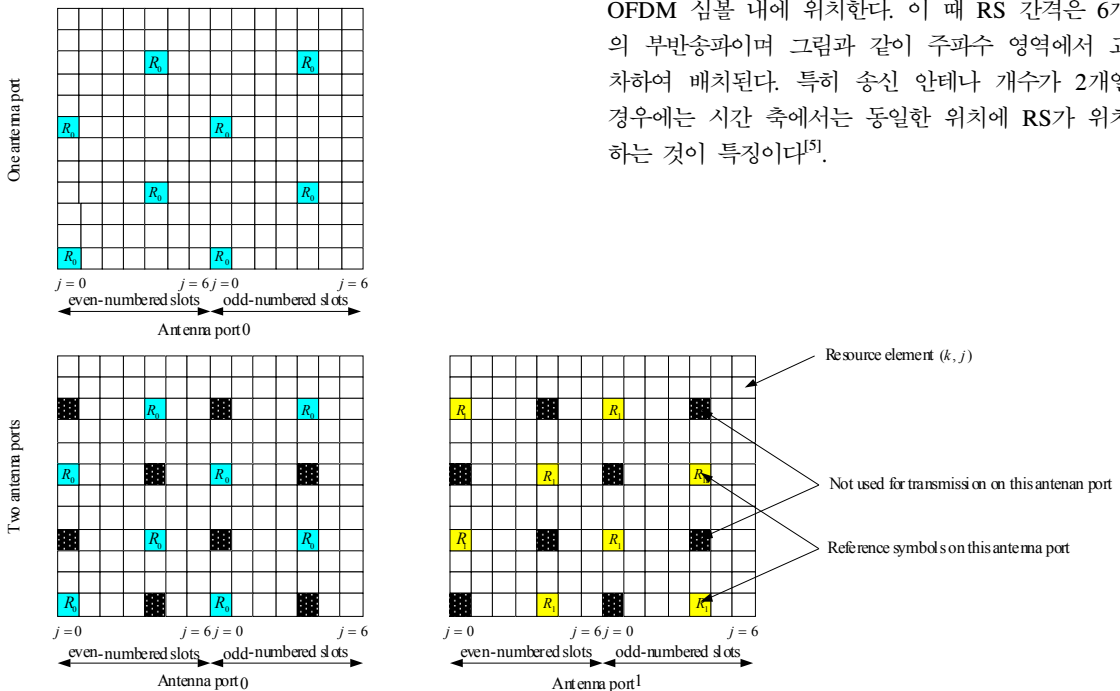 OFDM 심볼 내에 위치한다. 이 때 RS 간격은 6개
의 부반송파이며 그림과 같이 주파수 영역에서 교
차하여 배치된다. 특히 송신 안테나 개수가 2개일
경우에는 시간 축에서는 동일한 위치에 RS가 위치
하는 것이 특징이다[5].
One antenna port
R0 R0
R0 R0
R0 R0
R0 R0
j = 0 j = 6 j = 0 j = 6
even-numbered slots odd-numbered slots
Antenna port 0
Two antenna ports
R0 R0
R0 R0
R0 R0
R0 R0
j = 0 j = 6 j = 0 j = 6
even-numbered slots odd-numbered slots
Antenna port 0
R1 R1
R1 R1
R1 R1
R1 R1
j = 0 j = 6 j = 0 j = 6
even-numbered slots odd-numbered slots
Antenna port 1
Resource element (k, j)
Not used for transmission on this antenan port
Reference symbols on this antenna port